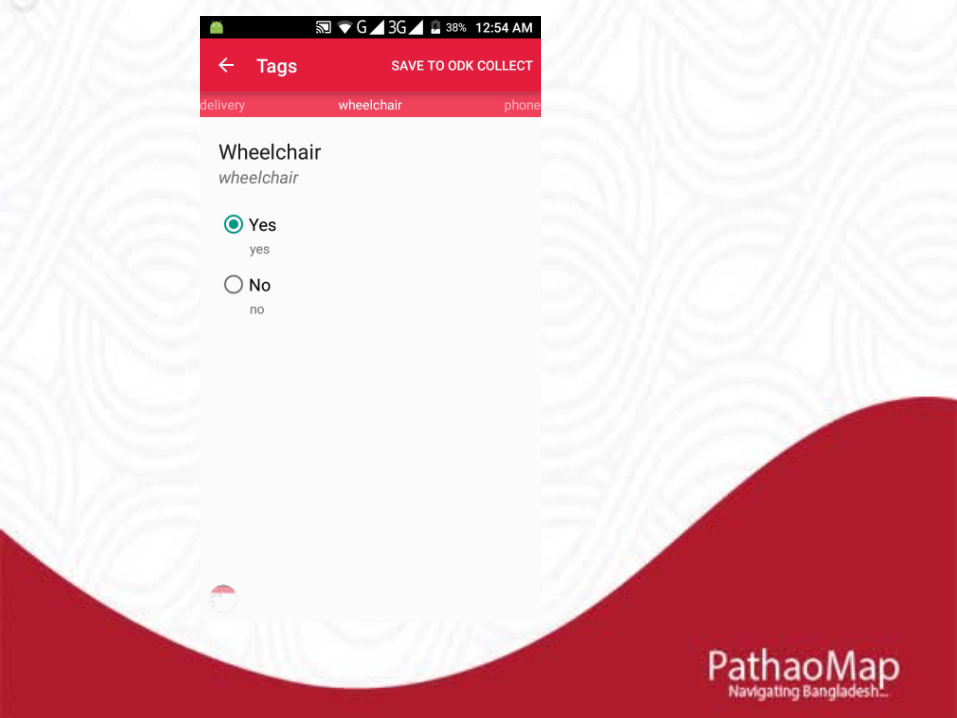 G 3G 38% 12:54 AM
Tags SAVE TO ODK COLLECT
delivery wheelchair phone
Wheelchair
wheelchair
Yes
yes
No
no
PathaoMap
Navigating Bangladesh...